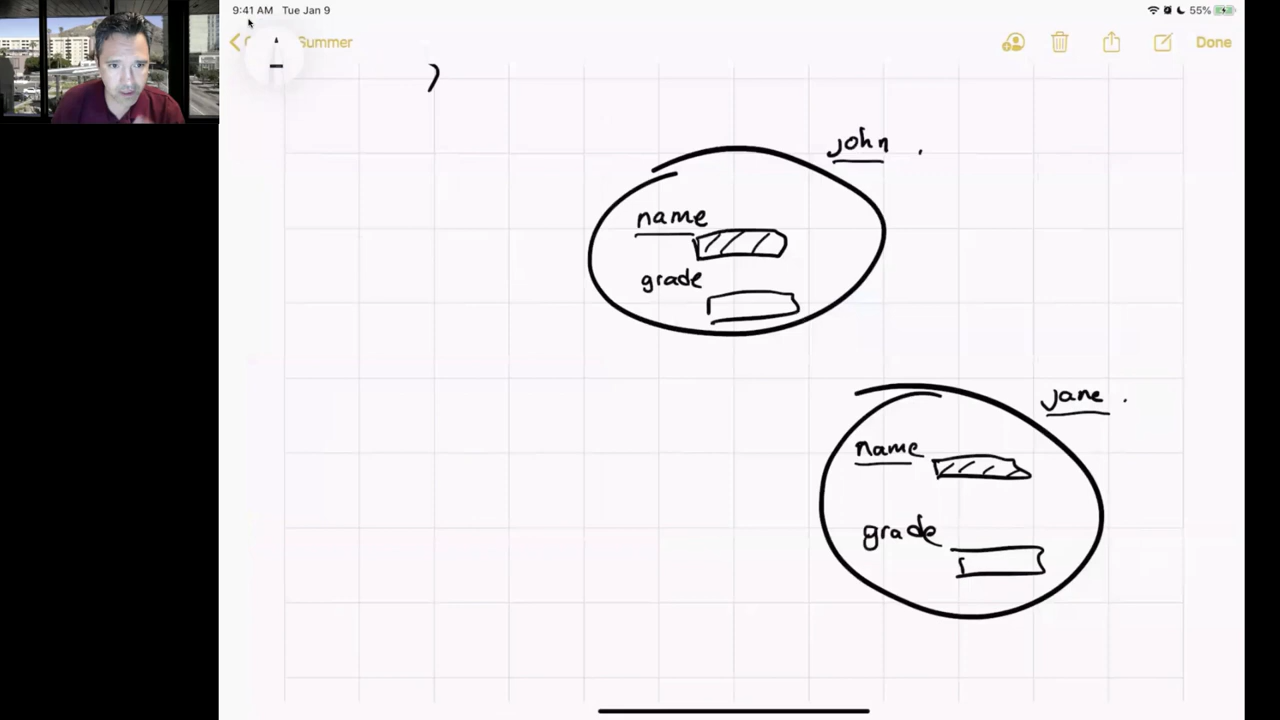 9:41 AM Tue Jan 9
55%
Summer
Done
)
john .
name
grade
jane .
name
grade